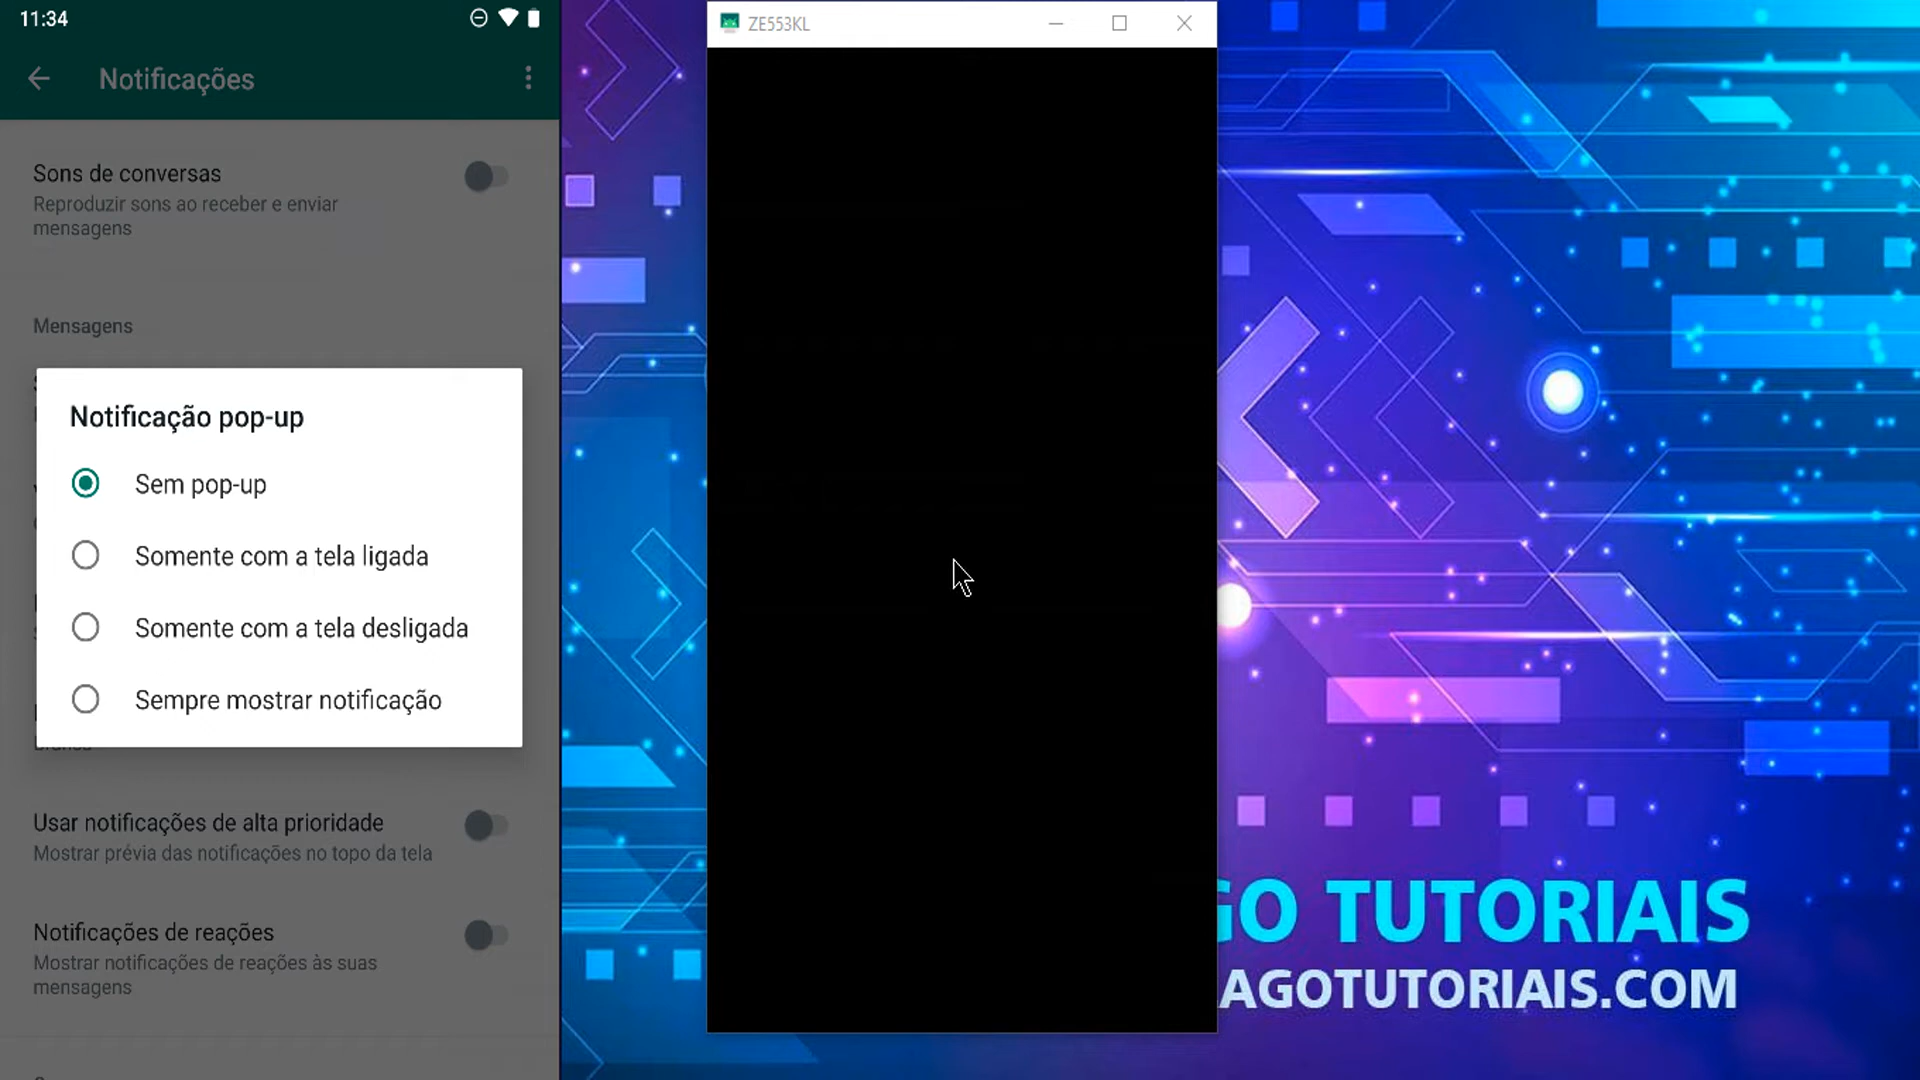 11:34
Notificações
Sons de conversas
Reproduzir sons ao receber e enviar
mensagens
Mensagens
Notificação pop-up
Sem pop-up
Somente com a tela ligada
Somente com a tela desligada
Sempre mostrar notificação
Usar notificações de alta prioridade
Mostrar prévia das notificações no topo da tela
Notificações de reações
Mostrar notificações de reações às suas
mensagens
ZE553KL
GO TUTORIAIS
AGOTUTORIAIS.COM